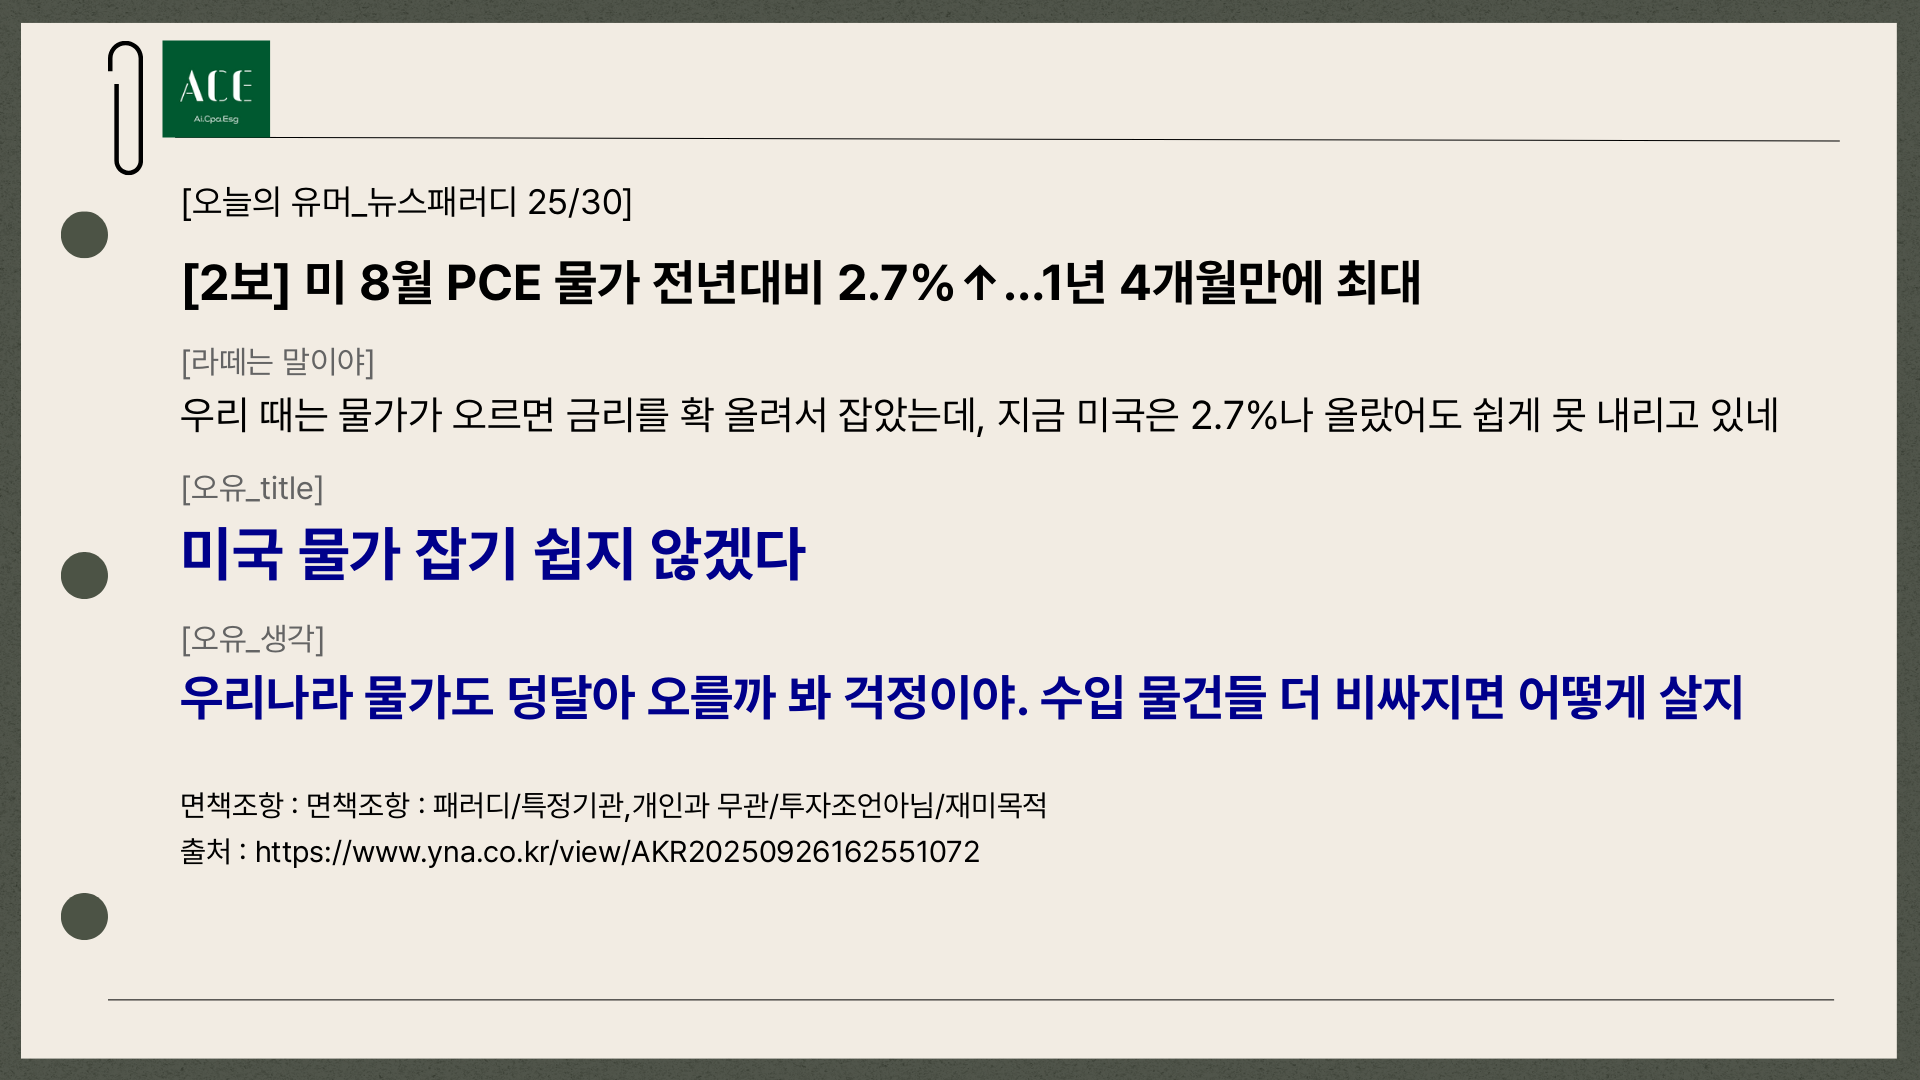 ACE
Ai.Cpa.Esg
[오늘의 유머_뉴스패러디 25/30]
[2보] 미 8월 PCE 물가 전년대비 2.7%↑...1년 4개월만에 최대
[라떼는 말이야]
우리 때는 물가가 오르면 금리를 확 올려서 잡았는데, 지금 미국은 2.7%나 올랐어도 쉽게 못 내리고 있네
[오유_title]
미국 물가 잡기 쉽지 않겠다
[오유_생각]
우리나라 물가도 덩달아 오를까 봐 걱정이야. 수입 물건들 더 비싸지면 어떻게 살지
면책조항 : 면책조항 : 패러디/특정기관,개인과 무관/투자조언아님/재미목적
출처 : https://www.yna.co.kr/view/AKR20250926162551072